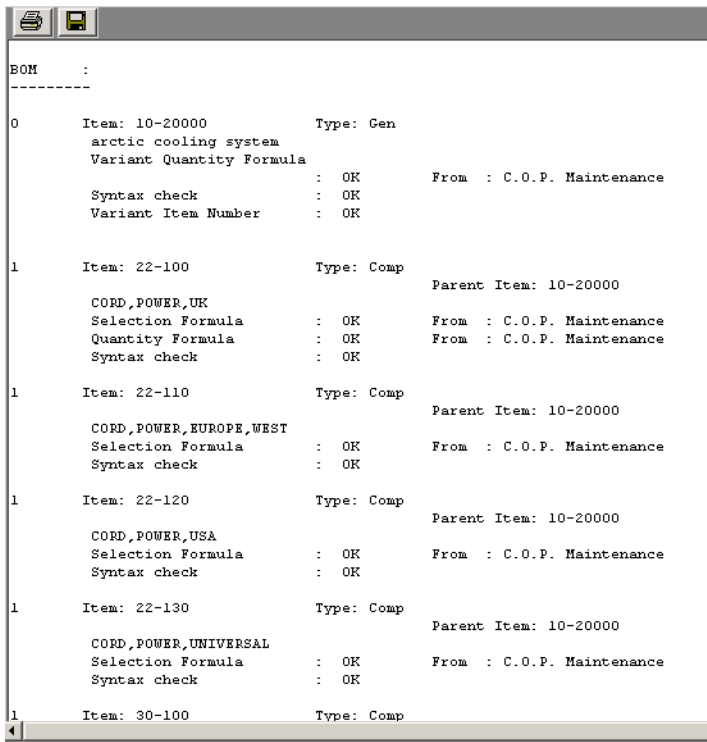 BOM      :
---------
0       Item: 10-20000            Type: Gen
         arctic cooling system
         Variant Quantity Formula
                                  :  OK        From  : C.O.P. Maintenance
         Syntax check             :  OK
         Variant Item Number      :  OK
1       Item: 22-100              Type: Comp
                                               Parent Item: 10-20000
         CORD,POWER,UK
         Selection Formula        :  OK        From  : C.O.P. Maintenance
         Quantity Formula         :  OK        From  : C.O.P. Maintenance
         Syntax check             :  OK
1       Item: 22-110              Type: Comp
                                               Parent Item: 10-20000
         CORD,POWER,EUROPE,WEST
         Selection Formula        :  OK        From  : C.O.P. Maintenance
         Syntax check             :  OK
1       Item: 22-120              Type: Comp
                                               Parent Item: 10-20000
         CORD,POWER,USA
         Selection Formula        :  OK        From  : C.O.P. Maintenance
         Syntax check             :  OK
1       Item: 22-130              Type: Comp
                                               Parent Item: 10-20000
         CORD,POWER,UNIVERSAL
         Selection Formula        :  OK        From  : C.O.P. Maintenance
         Syntax check             :  OK
1       Item: 30-100              Type: Comp